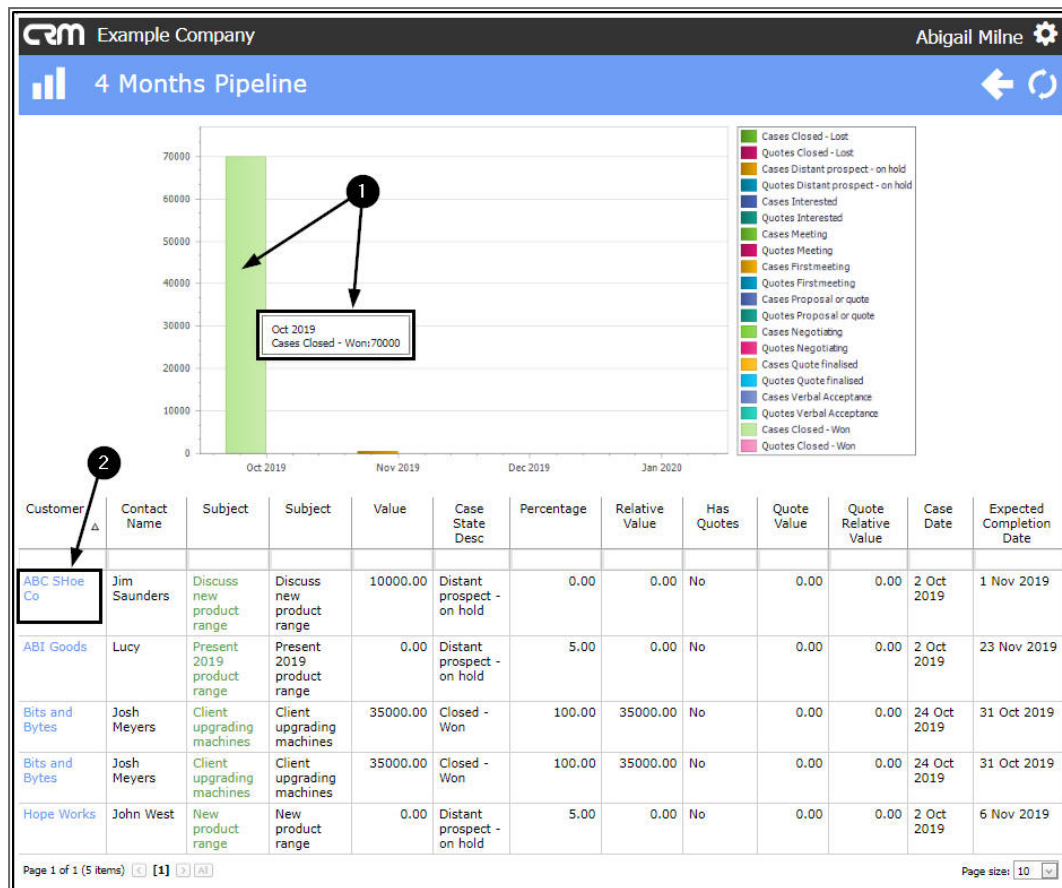 CRM Example Company
Abigail Milne
4 Months Pipeline
70000
60000
50000
40000
30000
20000
10000
0
Oct 2019
Nov 2019
Dec 2019
Jan 2020
1
Oct 2019
Cases Closed - Won:70000
Cases Closed - Lost
Quotes Closed - Lost
Cases Distant prospect - on hold
Quotes Distant prospect - on hold
Cases Interested
Quotes Interested
Cases Meeting
Quotes Meeting
Cases Firstmeeting
Quotes Firstmeeting
Cases Proposal or quote
Quotes Proposal or quote
Cases Negotiating
Quotes Negotiating
Cases Quote finalised
Quotes Quote finalised
Cases Verbal Acceptance
Quotes Verbal Acceptance
Cases Closed - Won
Quotes Closed - Won
2
Customer
Contact
Name
Subject
Subject
Value
Case
State
Desc
Percentage
Relative
Value
Has
Quotes
Quote
Value
Quote
Relative
Value
Case
Date
Expected
Completion
Date
ABC SHoe
Co
Jim
Saunders
Discuss
new
product
range
Discuss
new
product
range
10000.00
Distant
prospect -
on hold
0.00
0.00
No
0.00
0.00
2 Oct
2019
1 Nov 2019
ABI Goods
Lucy
Present
2019
product
range
Present
2019
product
range
0.00
Distant
prospect -
on hold
5.00
0.00
No
0.00
0.00
2 Oct
2019
23 Nov 2019
Bits and
Bytes
Josh
Meyers
Client
upgrading
machines
Client
upgrading
machines
35000.00
Closed -
Won
100.00
35000.00
No
0.00
0.00
24 Oct
2019
31 Oct 2019
Bits and
Bytes
Josh
Meyers
Client
upgrading
machines
Client
upgrading
machines
35000.00
Closed -
Won
100.00
35000.00
No
0.00
0.00
24 Oct
2019
31 Oct 2019
Hope Works
John West
New
product
range
New
product
range
0.00
Distant
prospect -
on hold
5.00
0.00
No
0.00
0.00
2 Oct
2019
6 Nov 2019
Page 1 of 1 (5 items) < [1] > All
Page size: 10